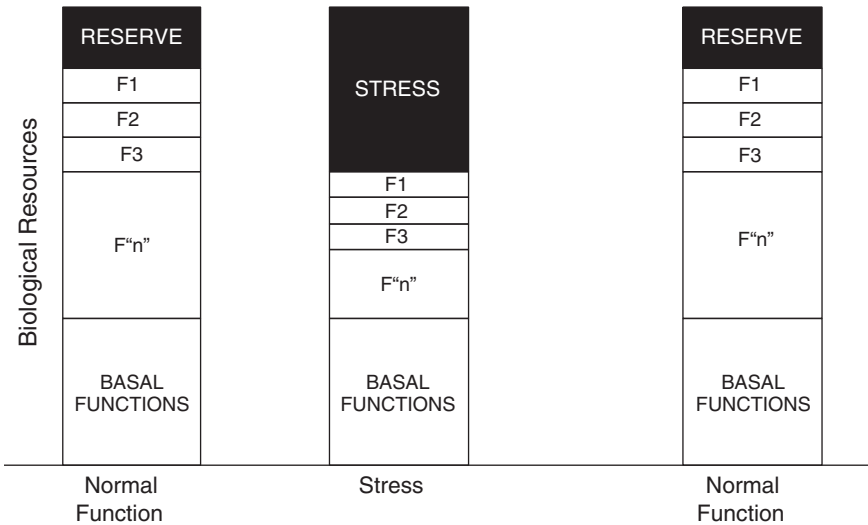 Biological Resources
RESERVE
F1
F2
F3
F“n”
BASAL
FUNCTIONS
Normal
Function
STRESS
F1
F2
F3
F“n”
BASAL
FUNCTIONS
Stress
RESERVE
F1
F2
F3
F“n”
BASAL
FUNCTIONS
Normal
Function